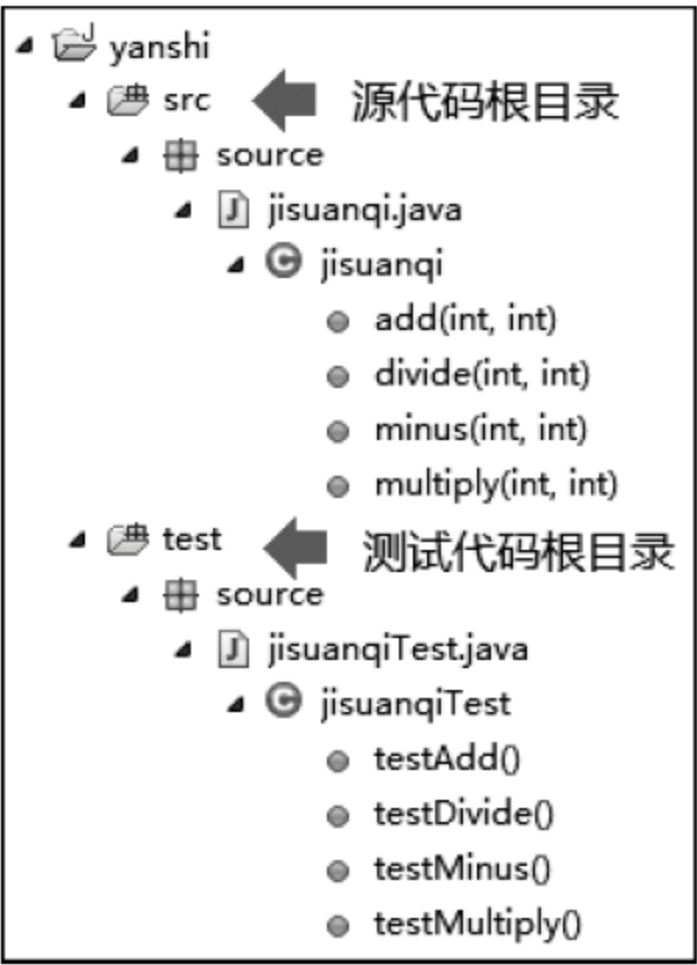 yanshi
src 源代码根目录
source
jisuanqi.java
jisuanqi
add(int, int)
divide(int, int)
minus(int, int)
multiply(int, int)
test 测试代码根目录
source
jisuanqiTest.java
jisuanqiTest
testAdd()
testDivide()
testMinus()
testMultiply()